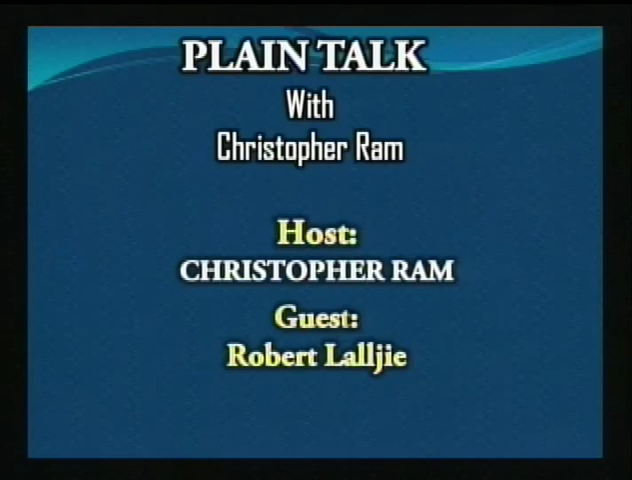 PLAIN TALK
With
Christopher Ram
Host:
CHRISTOPHER RAM
Guest:
Robert Lalljie